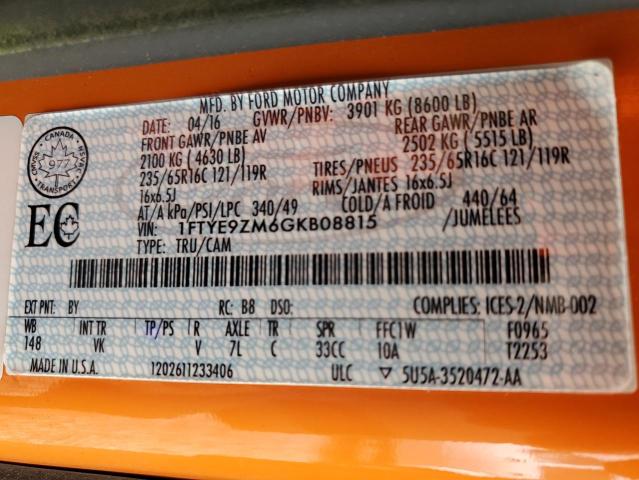 MFD. BY FORD MOTOR COMPANY
DATE: 04/16 GVWR/PNBV: 3901 KG (8600 LB)
FRONT GAWR/PNBE AV REAR GAWR/PNBE AR
2100 KG (4630 LB) 2502 KG (5515 LB)
235/65R16C 121/119R TIRES/PNEUS 235/65R16C 121/119R
16x6.5J RIMS/JANTES 16x6.5J
AT/A kPa/PSI/LPC 340/49 COLD/A FROID 440/64
VIN: 1FTYE9ZM6GKB08815 /JUMELEES
TYPE: TRU/CAM
CANADA
977
TRANSPORT
EC
EXT PNT: BY RC: B8 DSO: COMPLIES: ICES-2/NMB-002
WB INT TR TP/PS R AXLE TR SPR FFC1W F0965
148 VK V 7L C 33CC 10A T2253
MADE IN U.S.A. 1202611233406 ULC ▽ 5U5A-3520472-AA